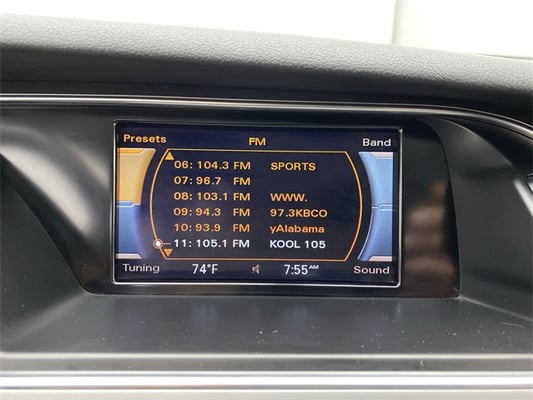 Presets FM Band
06: 104.3 FM SPORTS
07: 96.7 FM
08: 103.1 FM WWW.
09: 94.3 FM 97.3KBCO
10: 93.9 FM yAlabama
11: 105.1 FM KOOL 105
Tuning 74°F 7:55AM Sound